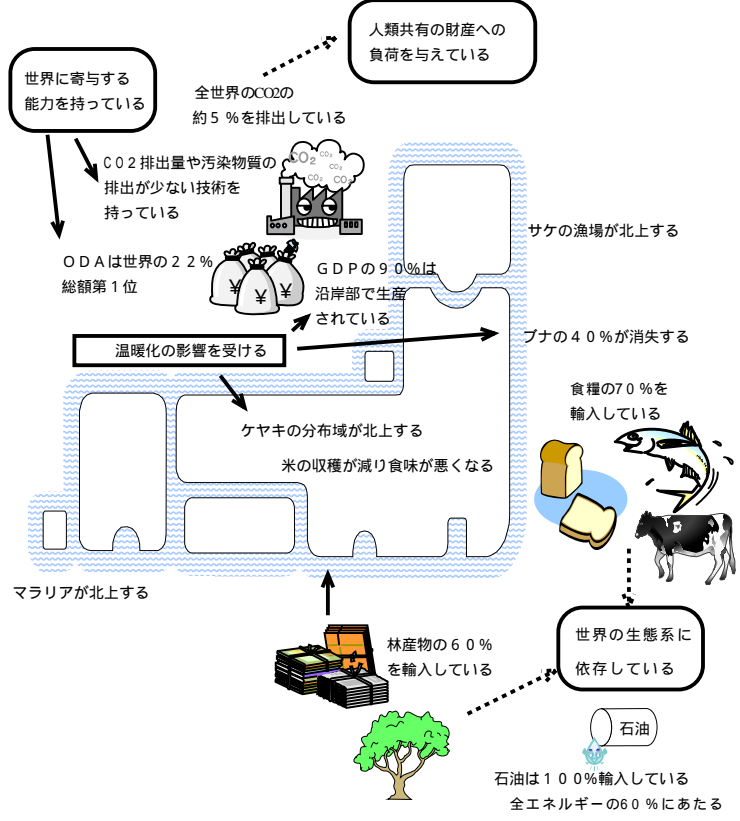 人類共有の財産への
負荷を与えている
世界に寄与する
能力を持っている
全世界のCO2の
約5%を排出している
CO2排出量や汚染物質の
排出が少ない技術を
持っている
CO2
CO2
CO2
CO2
CO2
ODAは世界の22%
総額第1位
¥
¥
¥
GDPの90%は
沿岸部で生産
されている
サケの漁場が北上する
温暖化の影響を受ける
ブナの40%が消失する
食糧の70%を
輸入している
ケヤキの分布域が北上する
米の収穫が減り食味が悪くなる
マラリアが北上する
林産物の60%
を輸入している
世界の生態系に
依存している
石油
石油は100%輸入している
全エネルギーの60%にあたる